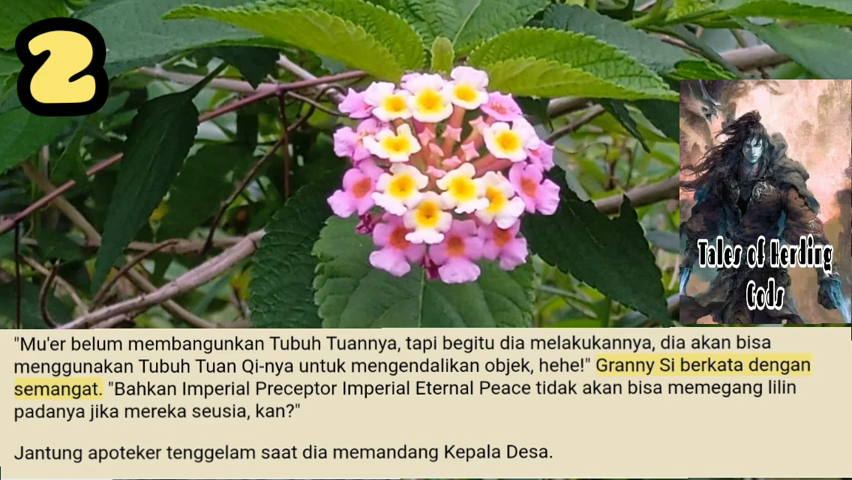 2
Tales of Herding
Gods
"Mu'er belum membangunkan Tubuh Tuannya, tapi begitu dia melakukannya, dia akan bisa
menggunakan Tubuh Tuan Qi-nya untuk mengendalikan objek, hehe!" Granny Si berkata dengan
semangat. "Bahkan Imperial Preceptor Imperial Eternal Peace tidak akan bisa memegang lilin
padanya jika mereka seusia, kan?"
Jantung apoteker tenggelam saat dia memandang Kepala Desa.